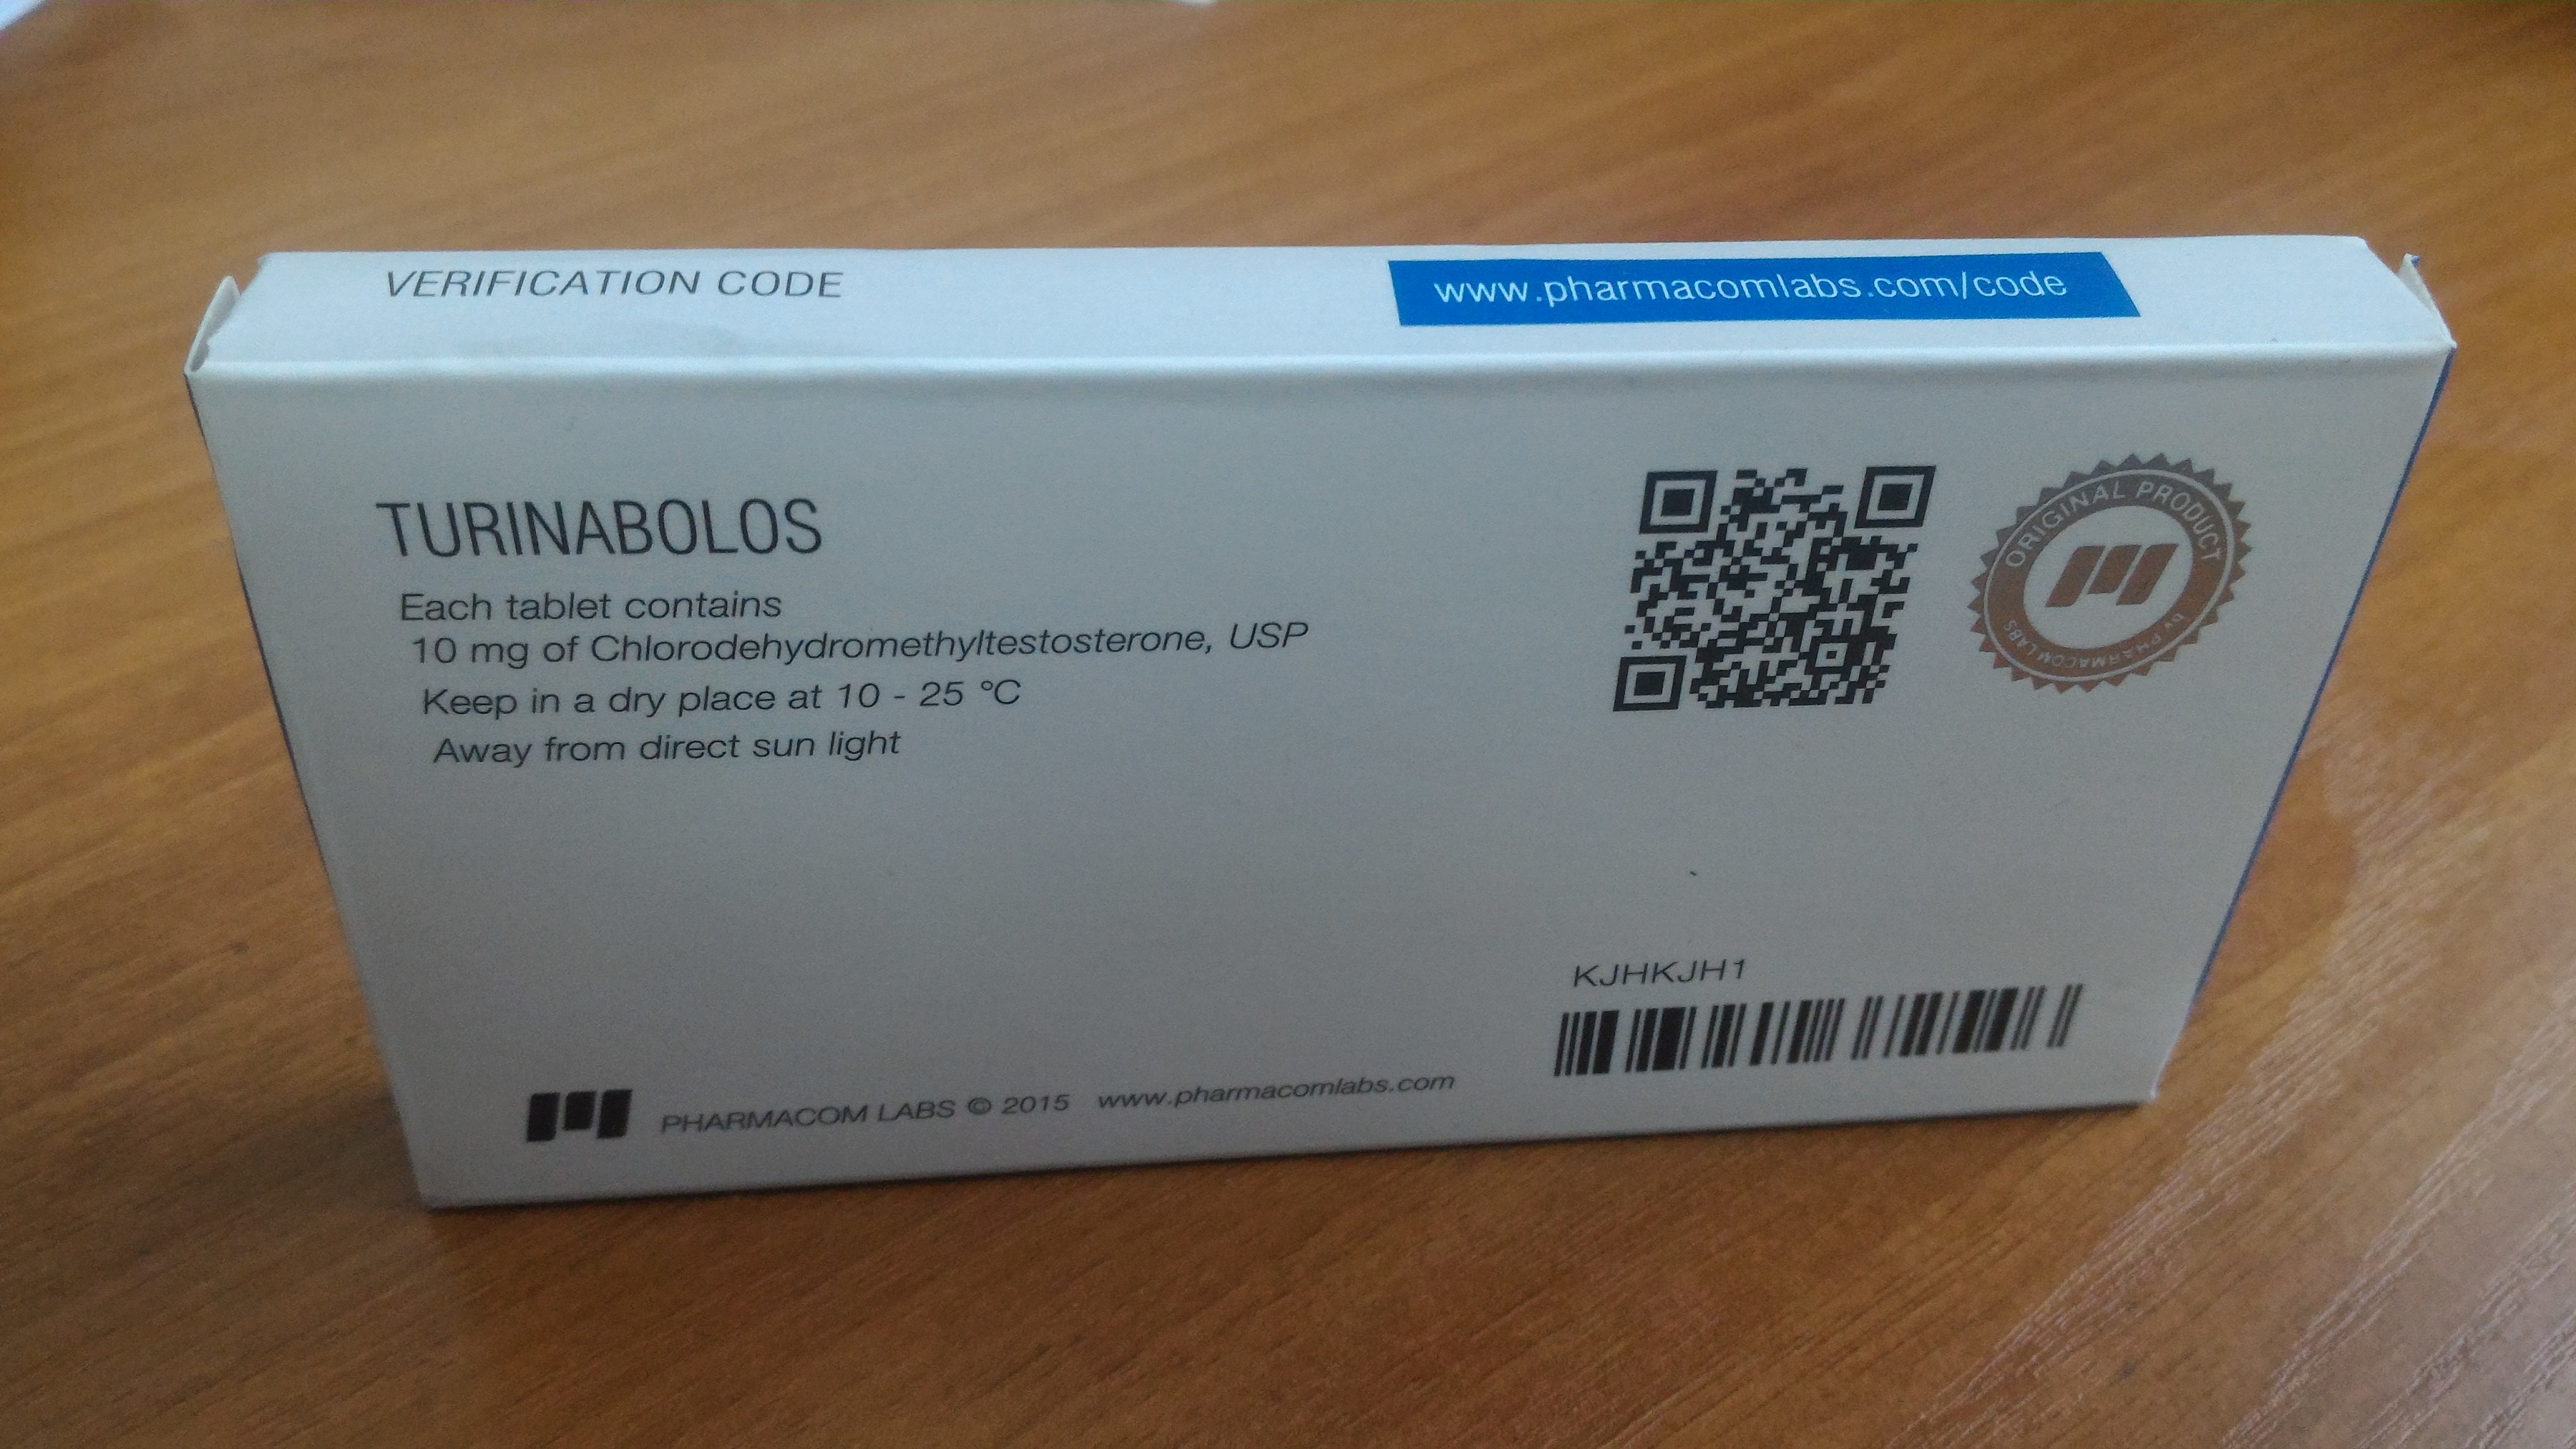 VERIFICATION CODE
www.pharmacomlabs.com/code
TURINABOLOS
Each tablet contains
10 mg of Chlorodehydromethyltestosterone, USP
Keep in a dry place at 10 - 25 °C
Away from direct sun light
ORIGINAL PRODUCT
by PHARMACOM LABS
KJHKJH1
PHARMACOM LABS © 2015 www.pharmacomlabs.com